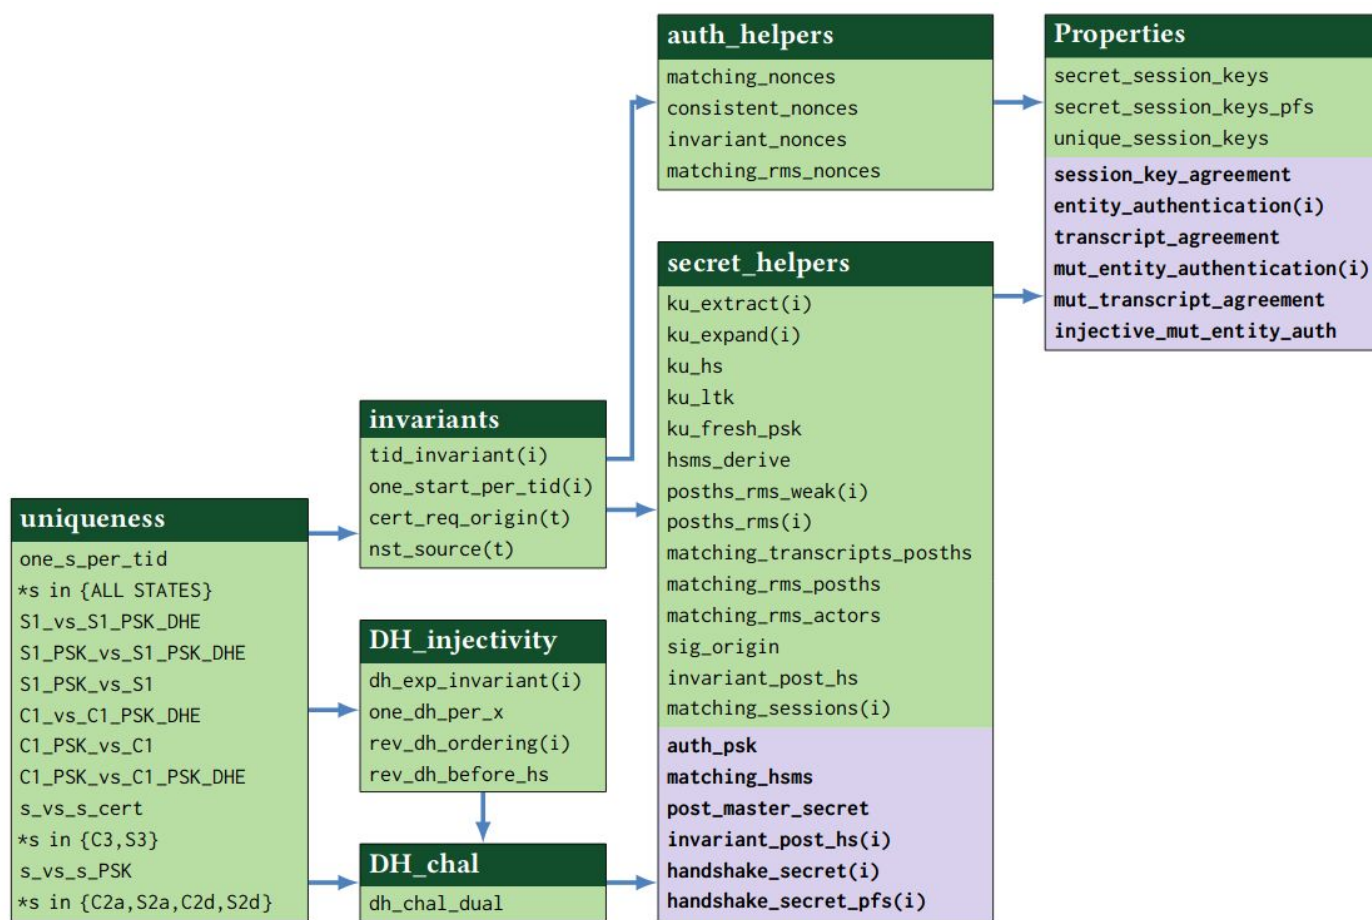 auth_helpers
matching_nonces
consistent_nonces
invariant_nonces
matching_rms_nonces
Properties
secret_session_keys
secret_session_keys_pfs
unique_session_keys
session_key_agreement
entity_authentication(i)
transcript_agreement
mut_entity_authentication(i)
mut_transcript_agreement
injective_mut_entity_auth
secret_helpers
ku_extract(i)
ku_expand(i)
ku_hs
ku_ltk
ku_fresh_psk
hsms_derive
posths_rms_weak(i)
posths_rms(i)
matching_transcripts_posths
matching_rms_posths
matching_rms_actors
sig_origin
invariant_post_hs
matching_sessions(i)
auth_psk
matching_hsms
post_master_secret
invariant_post_hs(i)
handshake_secret(i)
handshake_secret_pfs(i)
invariants
tid_invariant(i)
one_start_per_tid(i)
cert_req_origin(t)
nst_source(t)
uniqueness
one_s_per_tid
*s in {ALL STATES}
S1_vs_S1_PSK_DHE
S1_PSK_vs_S1_PSK_DHE
S1_PSK_vs_S1
C1_vs_C1_PSK_DHE
C1_PSK_vs_C1
C1_PSK_vs_C1_PSK_DHE
s_vs_s_cert
*s in {C3,S3}
s_vs_s_PSK
*s in {C2a,S2a,C2d,S2d}
DH_injectivity
dh_exp_invariant(i)
one_dh_per_x
rev_dh_ordering(i)
rev_dh_before_hs
DH_chal
dh_chal_dual